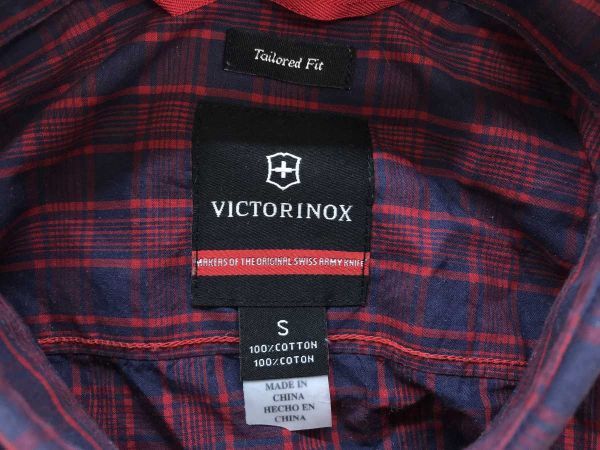 Tailored Fit
VICTORINOX
MAKERS OF THE ORIGINAL SWISS ARMY KNIFE
S
100% COTTON
100% COTON
MADE IN
CHINA
HECHO EN
CHINA